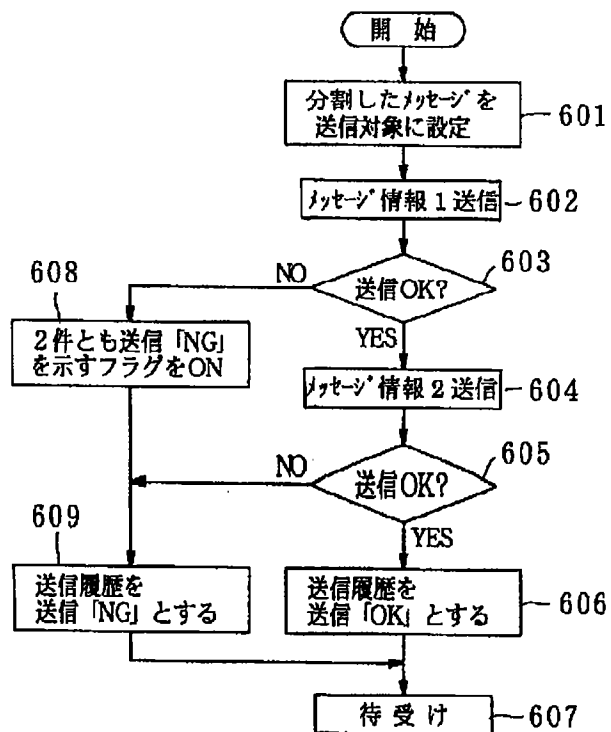 開始
分割したメッセージを
送信対象に設定
601
メッセージ情報1送信
602
603
送信OK?
NO
YES
608
2件とも送信「NG」
を示すフラグをON
メッセージ情報2送信
604
605
送信OK?
NO
YES
609
送信履歴を
送信「NG」とする
送信履歴を
送信「OK」とする
606
待受け
607